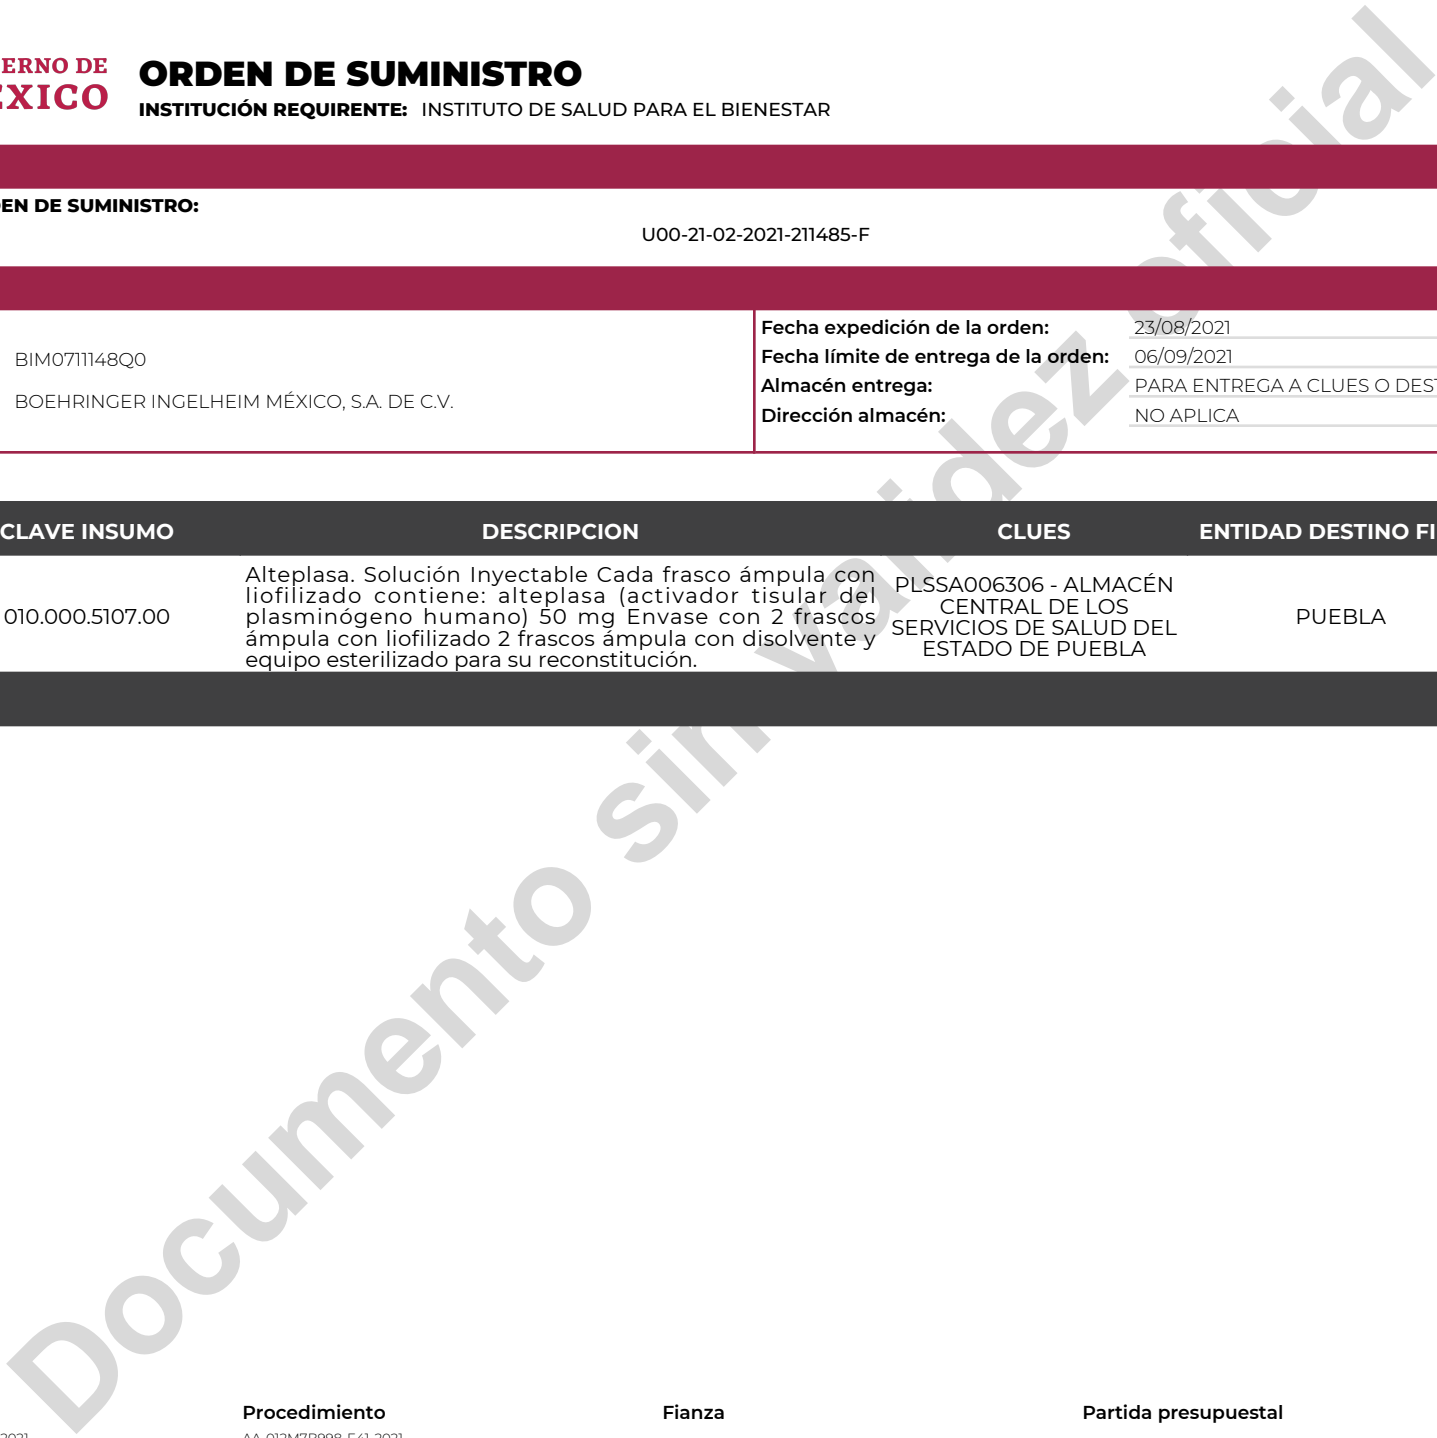 ERNO DE
ÉXICO
ORDEN DE SUMINISTRO
INSTITUCIÓN REQUIRENTE: INSTITUTO DE SALUD PARA EL BIENESTAR
EN DE SUMINISTRO:
U00-21-02-2021-211485-F
BIM0711148Q0
BOEHRINGER INGELHEIM MÉXICO, S.A. DE C.V.
Fecha expedición de la orden: 23/08/2021
Fecha límite de entrega de la orden: 06/09/2021
Almacén entrega: PARA ENTREGA A CLUES O DEST
Dirección almacén: NO APLICA
CLAVE INSUMO DESCRIPCION CLUES ENTIDAD DESTINO FI
010.000.5107.00
Alteplasa. Solución Inyectable Cada frasco ámpula con
liofilizado contiene: alteplasa (activador tisular del
plasminógeno humano) 50 mg Envase con 2 frascos
ámpula con liofilizado 2 frascos ámpula con disolvente y
equipo esterilizado para su reconstitución.
PLSSA006306 - ALMACÉN
CENTRAL DE LOS
SERVICIOS DE SALUD DEL
ESTADO DE PUEBLA
PUEBLA
Documento sin validez oficial
Procedimiento Fianza Partida presupuestal